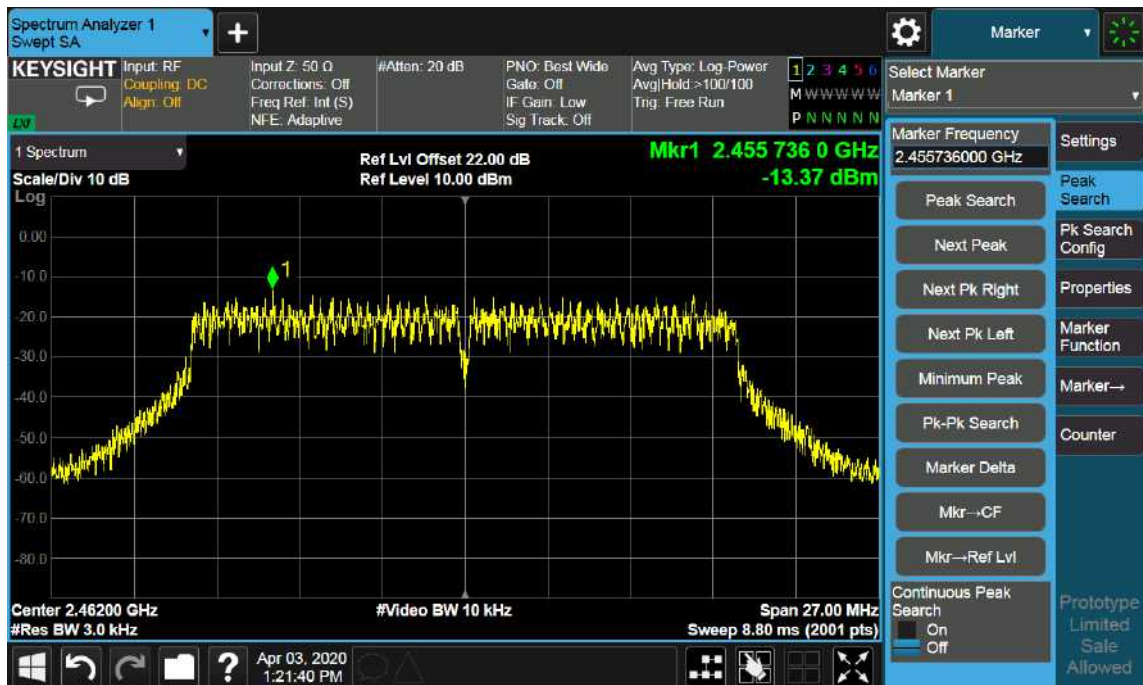 Spectrum Analyzer 1
Swept SA
+
Marker
KEYSIGHT
Input: RF
Coupling: DC
Align: Off
Input Z: 50 Ω
Corrections: Off
Freq Ref: Int (S)
NFE: Adaptive
#Atten: 20 dB
PNO: Best Wide
Gate: Off
IF Gain: Low
Sig Track: Off
Avg Type: Log-Power
Avg|Hold:>100/100
Trig: Free Run
1 2 3 4 5 6
M W W W W W
P N N N N N
LXI
Select Marker
Marker 1
1 Spectrum
Scale/Div 10 dB
Log
Ref Lvl Offset 22.00 dB
Ref Level 10.00 dBm
Mkr1 2.455 736 0 GHz
-13.37 dBm
0.00
-10.0
-20.0
-30.0
-40.0
-50.0
-60.0
-70.0
-80.0
1
Center 2.46200 GHz
#Res BW 3.0 kHz
#Video BW 10 kHz
Span 27.00 MHz
Sweep 8.80 ms (2001 pts)
Marker Frequency
2.455736000 GHz
Peak Search
Next Peak
Next Pk Right
Next Pk Left
Minimum Peak
Pk-Pk Search
Marker Delta
Mkr→CF
Mkr→Ref Lvl
Continuous Peak
Search
On
Off
Settings
Peak
Search
Pk Search
Config
Properties
Marker
Function
Marker→
Counter
Prototype
Limited
Sale
Allowed
?
Apr 03, 2020
1:21:40 PM